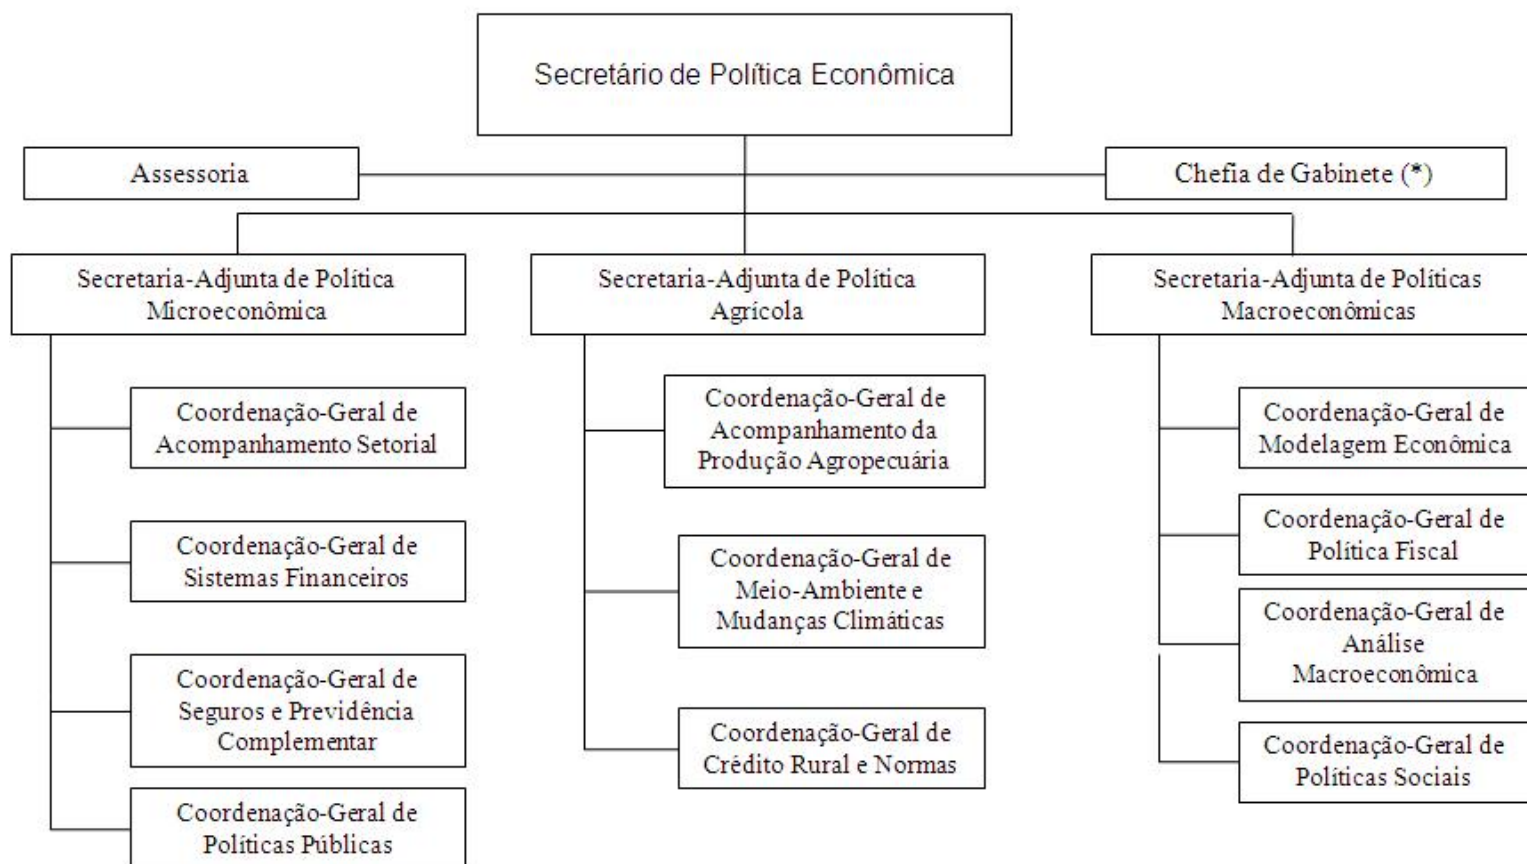 Secretário de Política Econômica
Assessoria
Chefia de Gabinete (*)
Secretaria-Adjunta de Política
Microeconômica
Coordenação-Geral de
Acompanhamento Setorial
Coordenação-Geral de
Sistemas Financeiros
Coordenação-Geral de
Seguros e Previdência
Complementar
Coordenação-Geral de
Políticas Públicas
Secretaria-Adjunta de Política
Agrícola
Coordenação-Geral de
Acompanhamento da
Produção Agropecuária
Coordenação-Geral de
Meio-Ambiente e
Mudanças Climáticas
Coordenação-Geral de
Crédito Rural e Normas
Secretaria-Adjunta de Políticas
Macroeconômicas
Coordenação-Geral de
Modelagem Econômica
Coordenação-Geral de
Política Fiscal
Coordenação-Geral de
Análise
Macroeconômica
Coordenação-Geral de
Políticas Sociais